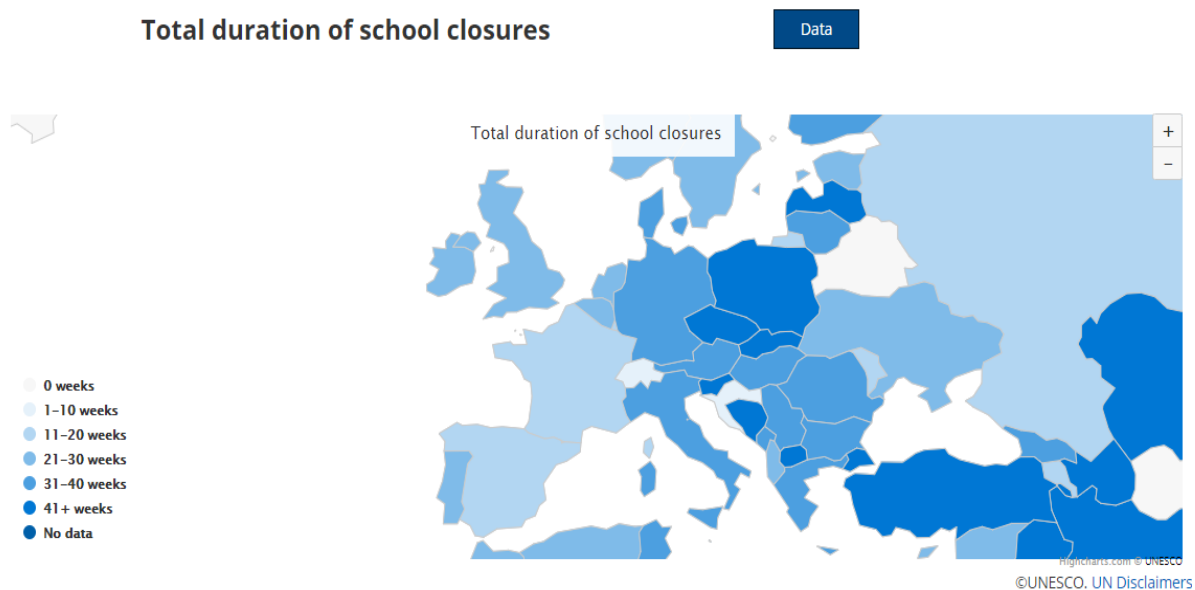 Total duration of school closures
Data
Total duration of school closures
+
−
0 weeks
1–10 weeks
11–20 weeks
21–30 weeks
31–40 weeks
41+ weeks
No data
Highcharts.com © UNESCO
©UNESCO. UN Disclaimers